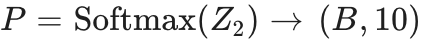 P = Softmax(Z₂) → (B, 10)